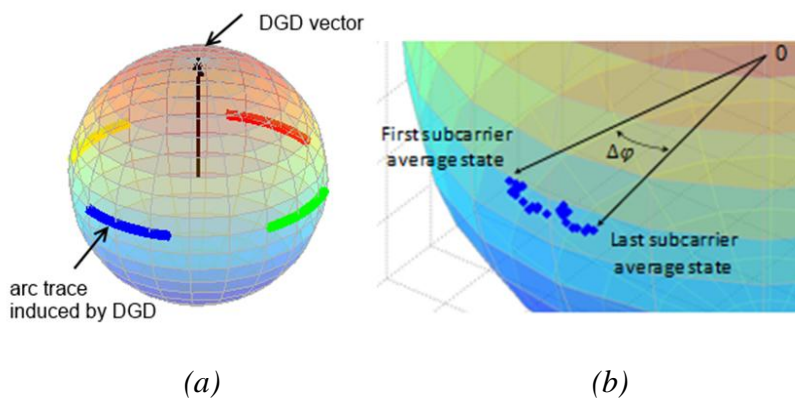 DGD vector
arc trace
induced by DGD
(a)
0
First subcarrier
average state
Δφ
Last subcarrier
average state
(b)